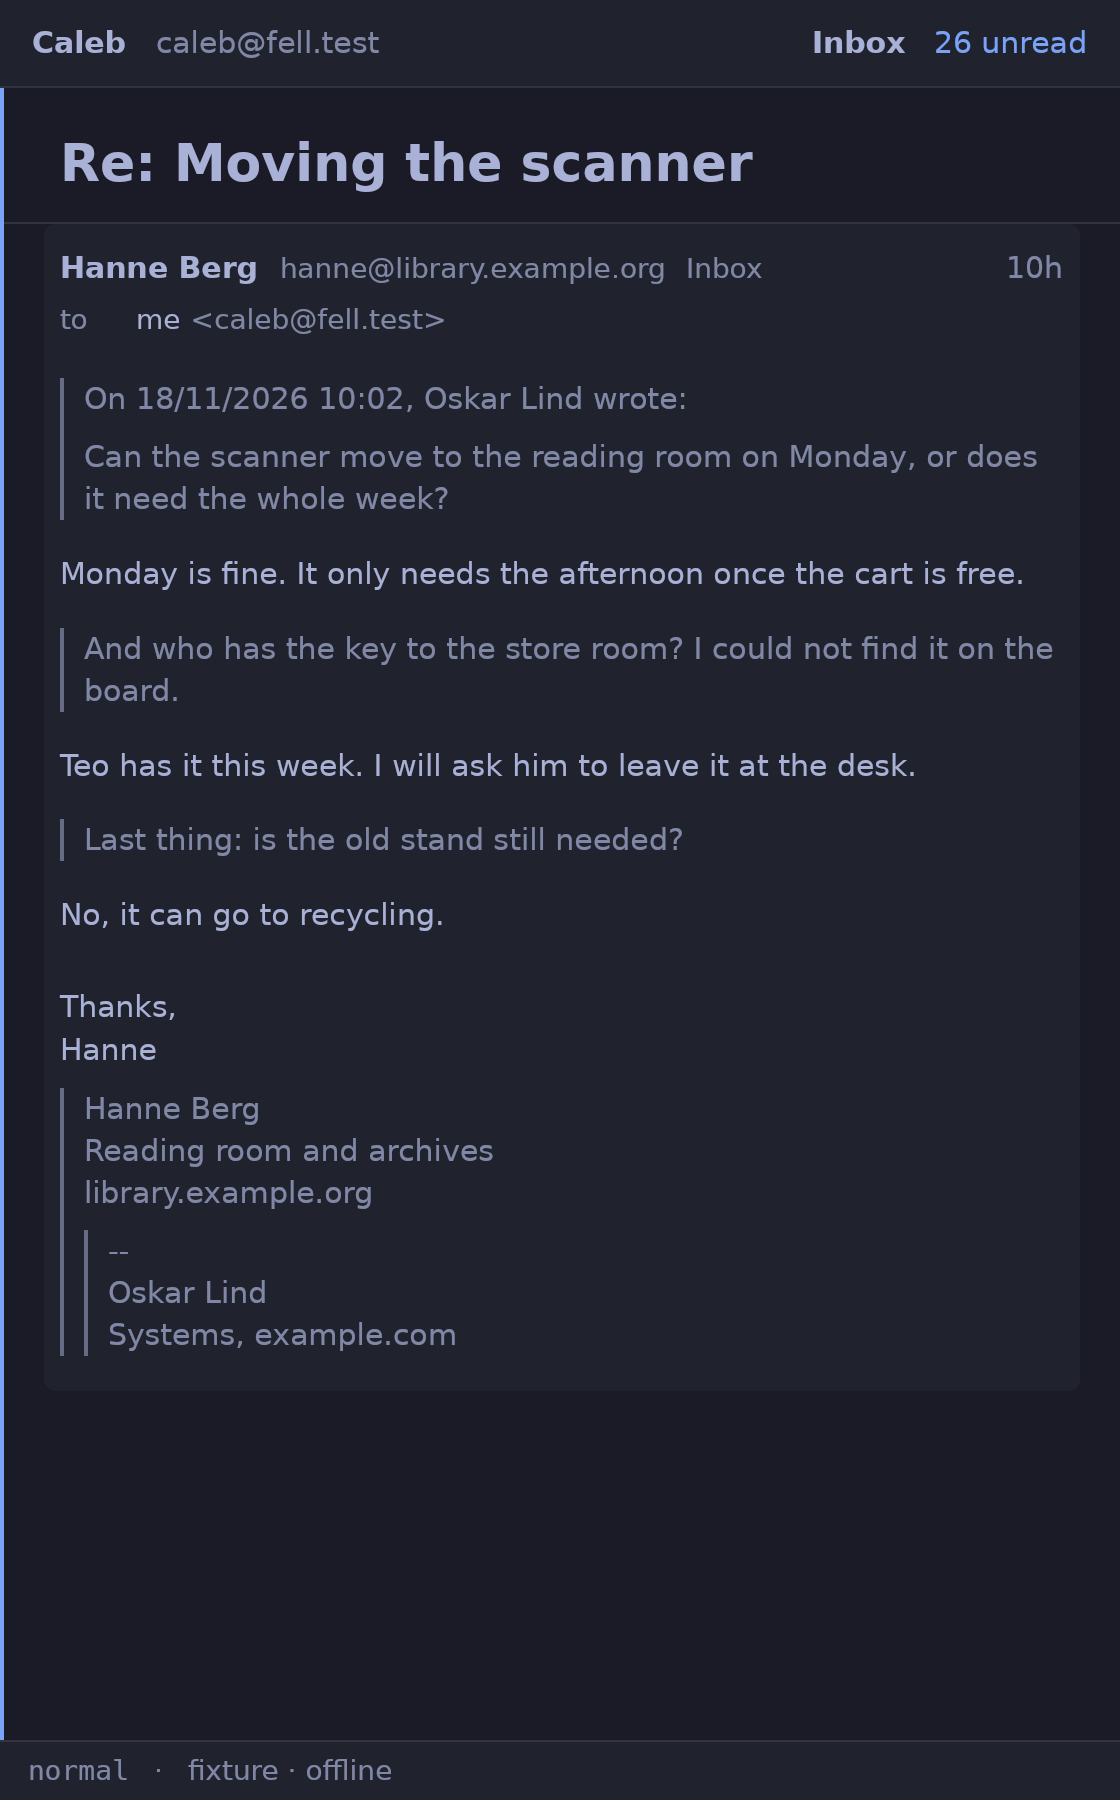 Caleb caleb@fell.test Inbox 26 unread
Re: Moving the scanner
Hanne Berg hanne@library.example.org Inbox 10h
to me <caleb@fell.test>
On 18/11/2026 10:02, Oskar Lind wrote:
Can the scanner move to the reading room on Monday, or does
it need the whole week?
Monday is fine. It only needs the afternoon once the cart is free.
And who has the key to the store room? I could not find it on the
board.
Teo has it this week. I will ask him to leave it at the desk.
Last thing: is the old stand still needed?
No, it can go to recycling.
Thanks,
Hanne
Hanne Berg
Reading room and archives
library.example.org
--
Oskar Lind
Systems, example.com
normal · fixture · offline